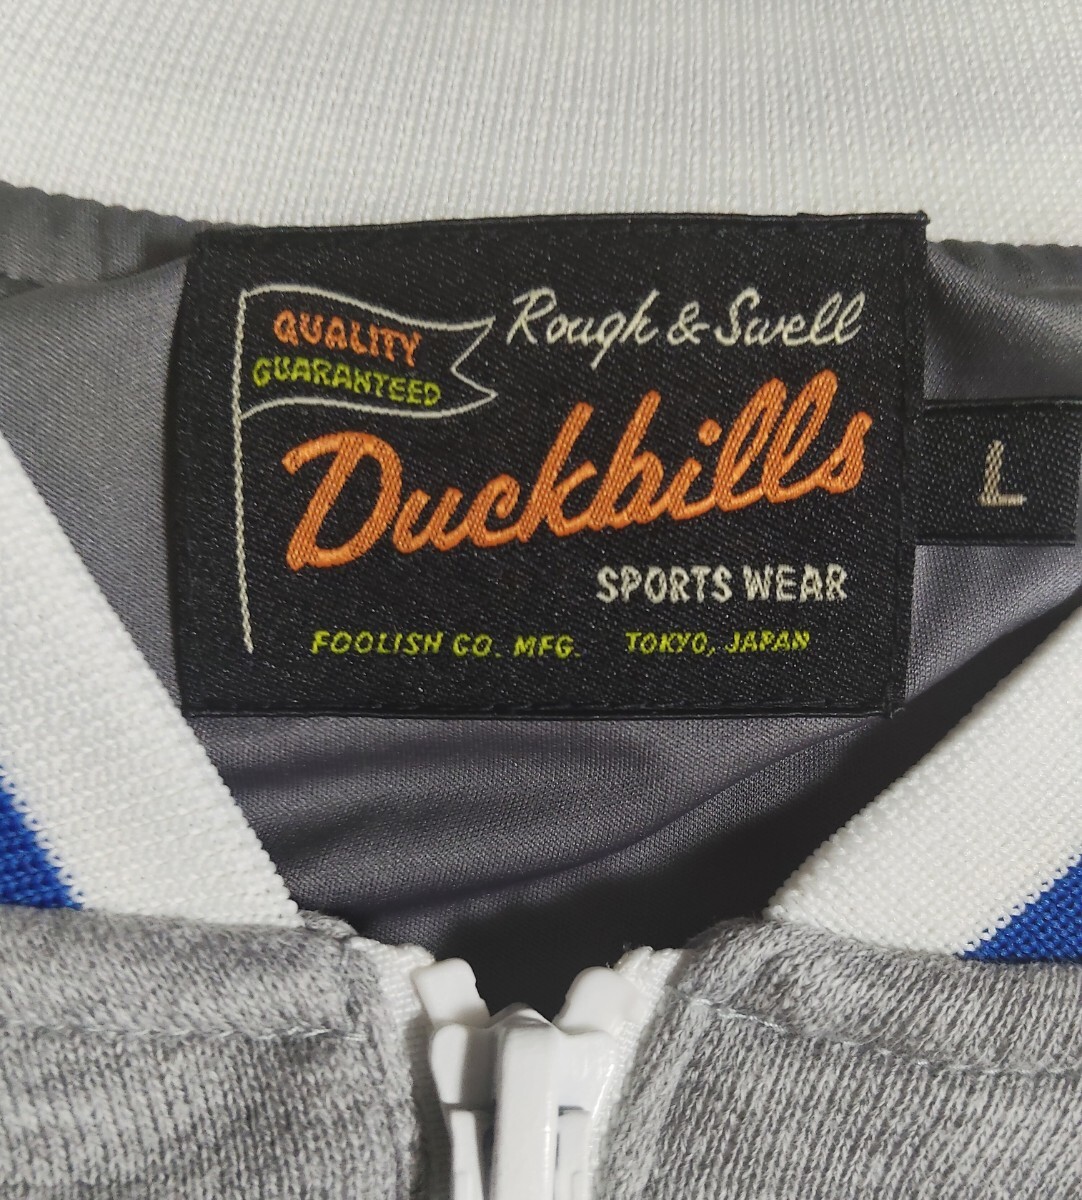 QUALITY
GUARANTEED
Rough & Swell
Duckbills
SPORTS WEAR
FOOLISH CO. MFG. TOKYO, JAPAN
L